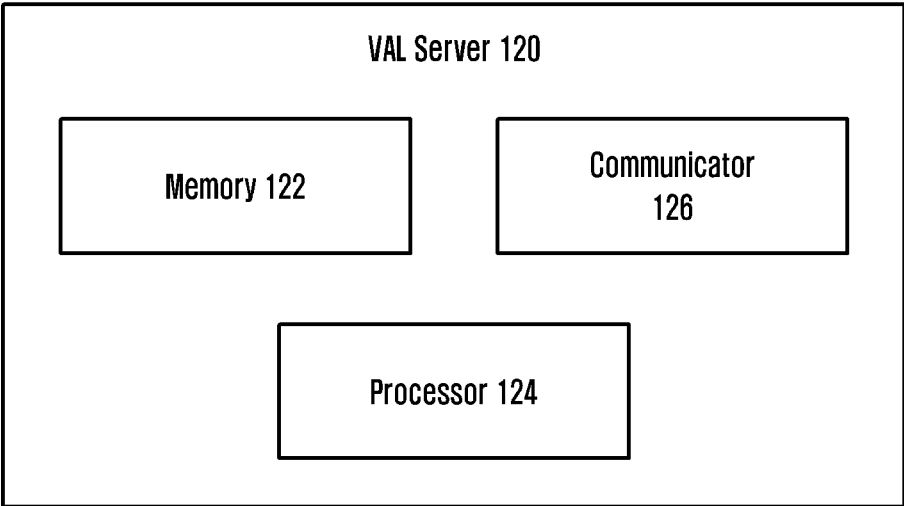 VAL Server 120
Memory 122
Communicator
126
Processor 124